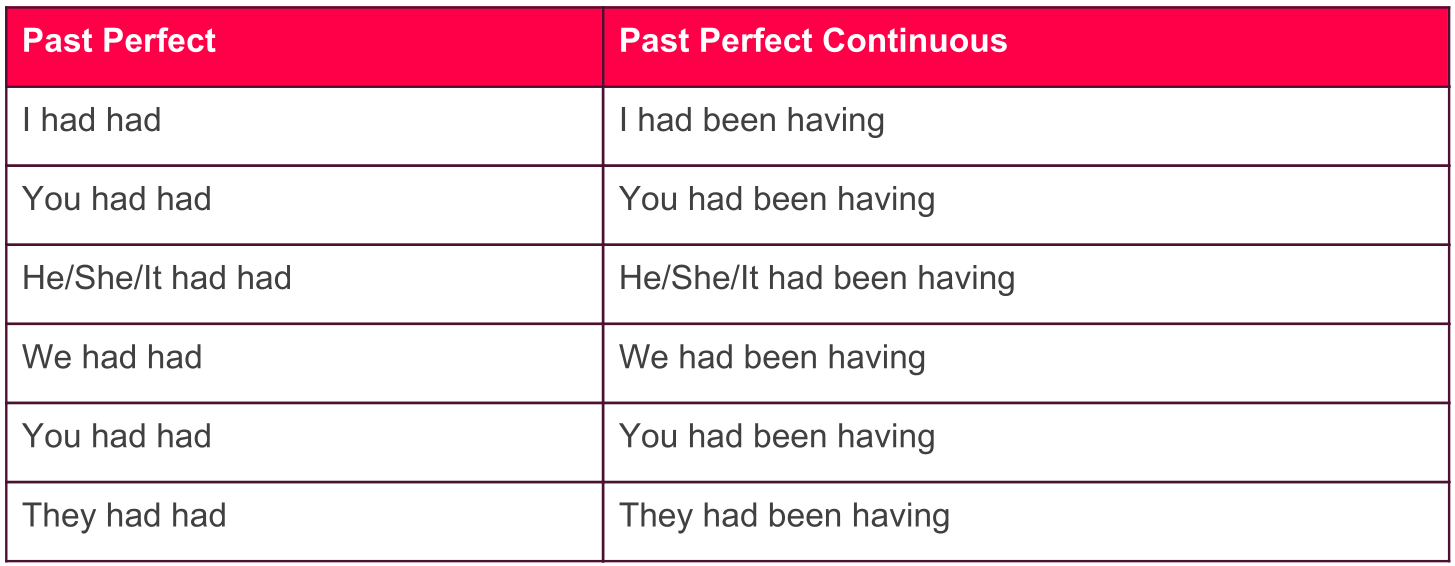 Past Perfect Past Perfect Continuous
I had had I had been having
You had had You had been having
He/She/It had had He/She/It had been having
We had had We had been having
You had had You had been having
They had had They had been having